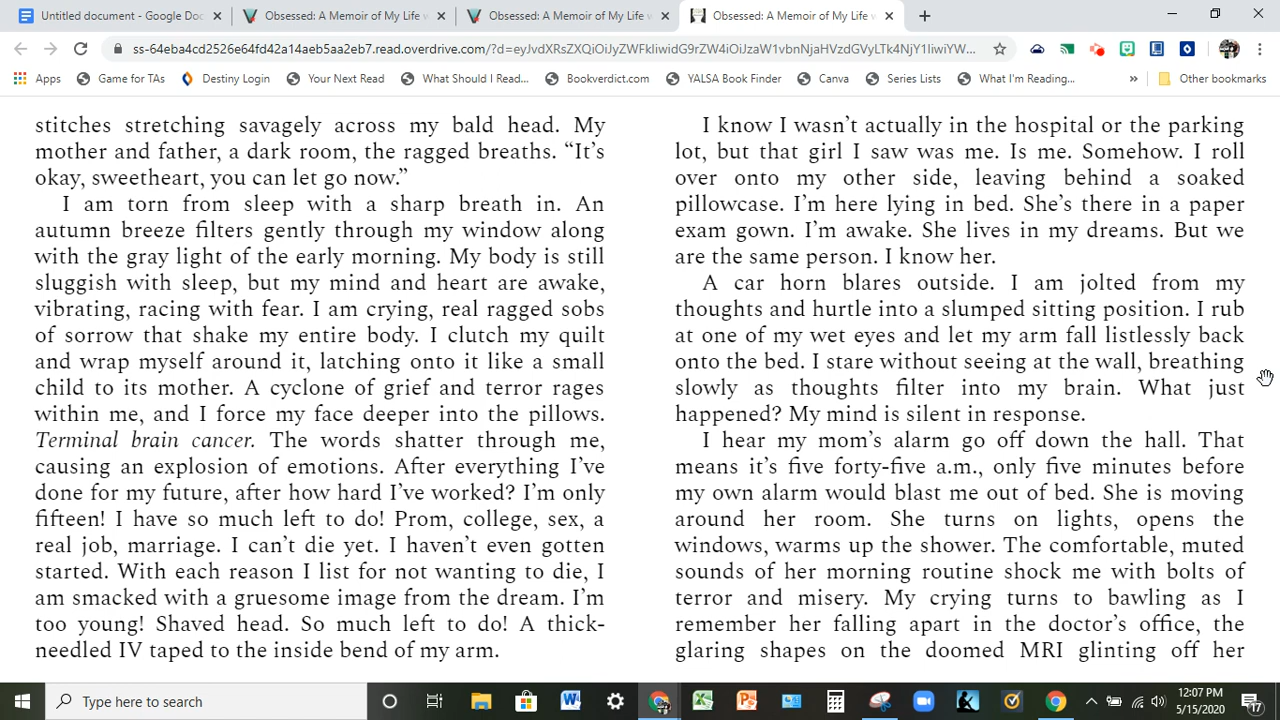 Untitled document - Google Doc
Obsessed: A Memoir of My Life w
Obsessed: A Memoir of My Life w
Obsessed: A Memoir of My Life w
ss-64eba4cd2526e64fd42a14aeb5aa2eb7.read.overdrive.com/?d=eyJvdXRsZXQiOiJyZWFkIiwidG9rZW4iOiJzaW1vbnNjaHVzdGVyLTk4NjY1IiwiYW...
Apps
Game for TAs
Destiny Login
Your Next Read
What Should I Read...
Bookverdict.com
YALSA Book Finder
Canva
Series Lists
What I'm Reading...
»
Other bookmarks
stitches stretching savagely across my bald head. My
mother and father, a dark room, the ragged breaths. “It’s
okay, sweetheart, you can let go now.”
I am torn from sleep with a sharp breath in. An
autumn breeze filters gently through my window along
with the gray light of the early morning. My body is still
sluggish with sleep, but my mind and heart are awake,
vibrating, racing with fear. I am crying, real ragged sobs
of sorrow that shake my entire body. I clutch my quilt
and wrap myself around it, latching onto it like a small
child to its mother. A cyclone of grief and terror rages
within me, and I force my face deeper into the pillows.
Terminal brain cancer. The words shatter through me,
causing an explosion of emotions. After everything I’ve
done for my future, after how hard I’ve worked? I’m only
fifteen! I have so much left to do! Prom, college, sex, a
real job, marriage. I can’t die yet. I haven’t even gotten
started. With each reason I list for not wanting to die, I
am smacked with a gruesome image from the dream. I’m
too young! Shaved head. So much left to do! A thick-
needled IV taped to the inside bend of my arm.
I know I wasn’t actually in the hospital or the parking
lot, but that girl I saw was me. Is me. Somehow. I roll
over onto my other side, leaving behind a soaked
pillowcase. I’m here lying in bed. She’s there in a paper
exam gown. I’m awake. She lives in my dreams. But we
are the same person. I know her.
A car horn blares outside. I am jolted from my
thoughts and hurtle into a slumped sitting position. I rub
at one of my wet eyes and let my arm fall listlessly back
onto the bed. I stare without seeing at the wall, breathing
slowly as thoughts filter into my brain. What just
happened? My mind is silent in response.
I hear my mom’s alarm go off down the hall. That
means it’s five forty-five a.m., only five minutes before
my own alarm would blast me out of bed. She is moving
around her room. She turns on lights, opens the
windows, warms up the shower. The comfortable, muted
sounds of her morning routine shock me with bolts of
terror and misery. My crying turns to bawling as I
remember her falling apart in the doctor’s office, the
glaring shapes on the doomed MRI glinting off her
Type here to search
12:07 PM
5/15/2020
17